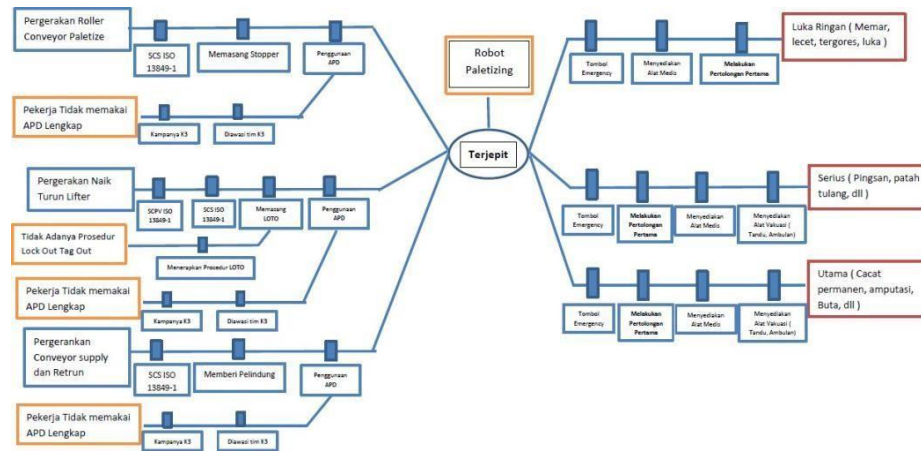 Pergerakan Roller
Conveyor Paletize
SCS ISO
13849-1
Memasang Stopper
Penggunaan
APD
Pekerja Tidak memakai
APD Lengkap
Kampanya K3
Diawasi tim K3
Pergerakan Naik
Turun Lifter
SCPV ISO
13849-1
SCS ISO
13849-1
Memasang
LOTO
Penggunaan
APD
Tidak Adanya Prosedur
Lock Out Tag Out
Menerapkan Prosedur LOTO
Pekerja Tidak memakai
APD Lengkap
Kampanya K3
Diawasi tim K3
Pergerankan
Conveyor supply
dan Retrun
SCS ISO
13849-1
Memberi Pelindung
Penggunaan
APD
Pekerja Tidak memakai
APD Lengkap
Kampanya K3
Diawasi tim K3
Robot
Paletizing
Terjepit
Tombol
Emergency
Menyediakan
Alat Medis
Melakukan
Pertolongan Pertama
Luka Ringan ( Memar,
lecet, tergores, luka )
Tombol
Emergency
Melakukan
Pertolongan
Pertama
Menyediakan
Alat Medis
Menyediakan
Alat Vakuasi (
Tandu, Ambulan)
Serius ( Pingsan, patah
tulang, dll )
Tombol
Emergency
Melakukan
Pertolongan
Pertama
Menyediakan
Alat Medis
Menyediakan
Alat Vakuasi (
Tandu, Ambulan)
Utama ( Cacat
permanen, amputasi,
Buta, dll )